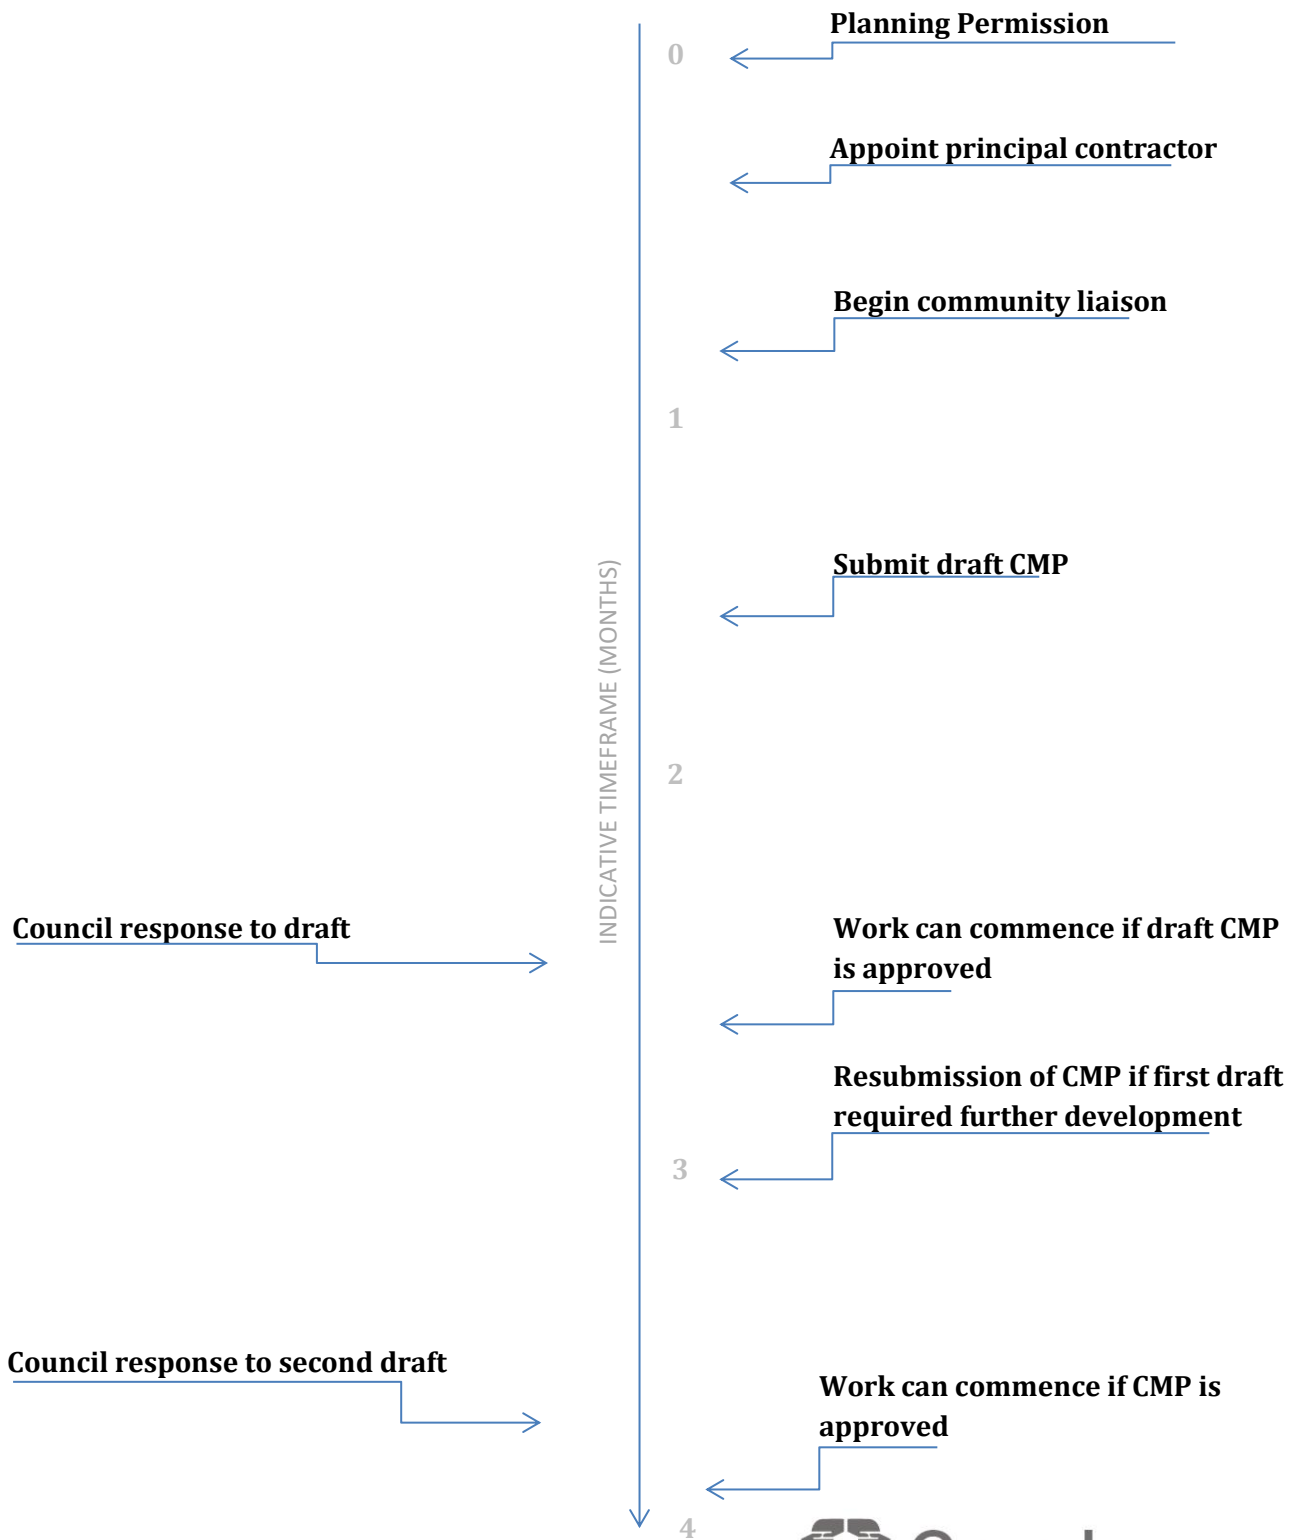 Planning Permission
0
Appoint principal contractor
Begin community liaison
1
Submit draft CMP
INDICATIVE TIMEFRAME (MONTHS)
2
Council response to draft
Work can commence if draft CMP
is approved
Resubmission of CMP if first draft
required further development
3
Council response to second draft
Work can commence if CMP is
approved
4